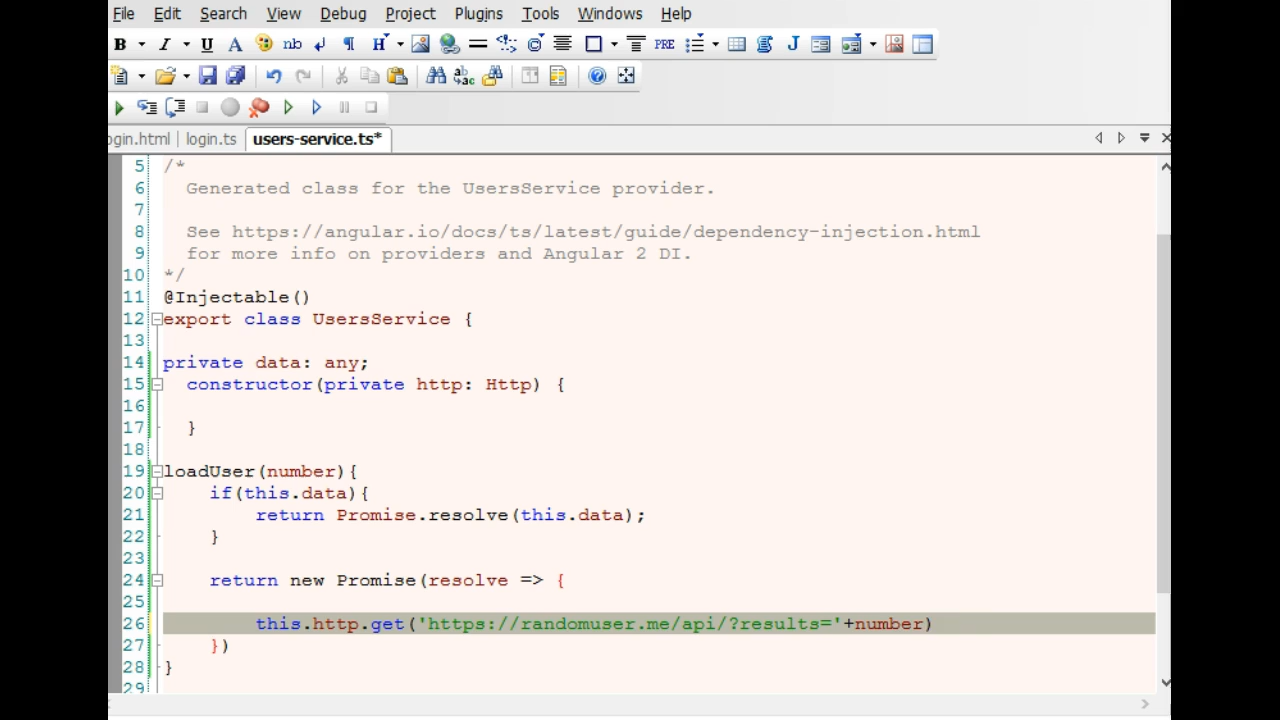 File Edit Search View Debug Project Plugins Tools Windows Help
B I U A nb H PRE J
ogin.html login.ts users-service.ts*
5 /*
6 Generated class for the UsersService provider.
7
8 See https://angular.io/docs/ts/latest/guide/dependency-injection.html
9 for more info on providers and Angular 2 DI.
10 */
11 @Injectable()
12 export class UsersService {
13
14 private data: any;
15 constructor(private http: Http) {
16
17 }
18
19 loadUser(number){
20 if(this.data){
21 return Promise.resolve(this.data);
22 }
23
24 return new Promise(resolve => {
25
26 this.http.get('https://randomuser.me/api/?results='+number)
27 })
28 }
29